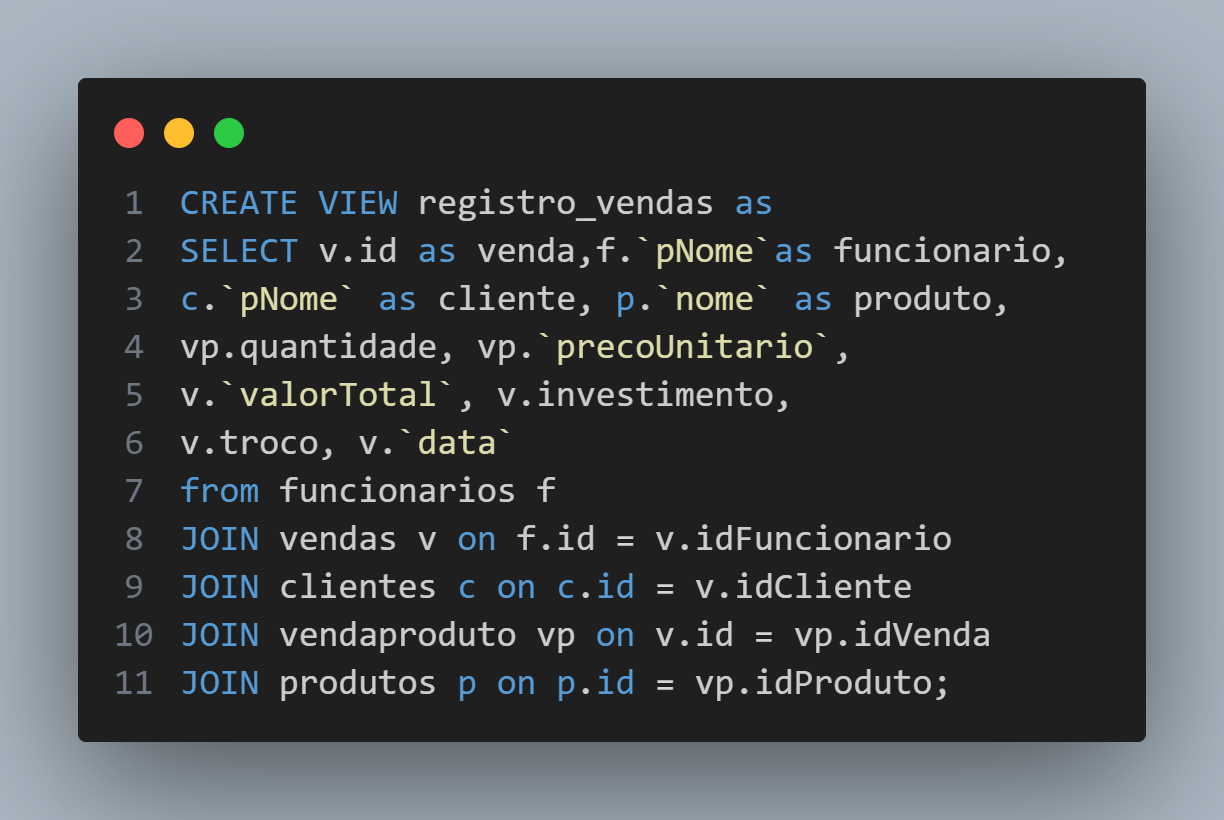 1 CREATE VIEW registro_vendas as
2 SELECT v.id as venda,f.`pNome`as funcionario,
3 c.`pNome` as cliente, p.`nome` as produto,
4 vp.quantidade, vp.`precoUnitario`,
5 v.`valorTotal`, v.investimento,
6 v.troco, v.`data`
7 from funcionarios f
8 JOIN vendas v on f.id = v.idFuncionario
9 JOIN clientes c on c.id = v.idCliente
10 JOIN vendaproduto vp on v.id = vp.idVenda
11 JOIN produtos p on p.id = vp.idProduto;